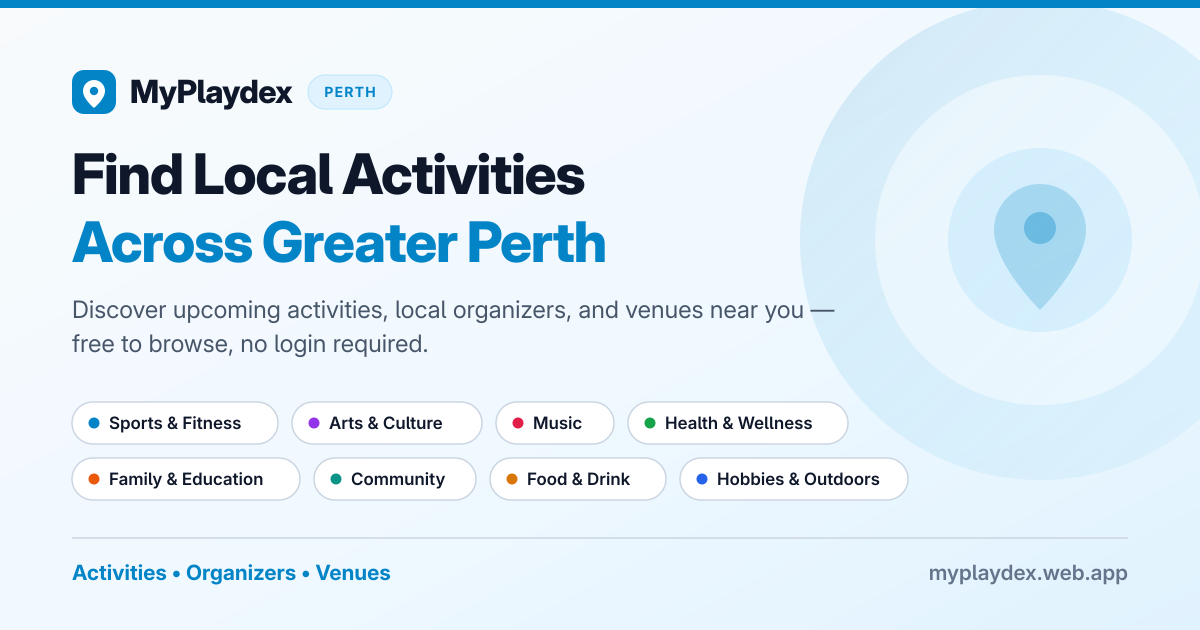 MyPlaydex PERTH
Find Local Activities
Across Greater Perth
Discover upcoming activities, local organizers, and venues near you —
free to browse, no login required.
Sports & Fitness Arts & Culture Music Health & Wellness
Family & Education Community Food & Drink Hobbies & Outdoors
Activities • Organizers • Venues myplaydex.web.app